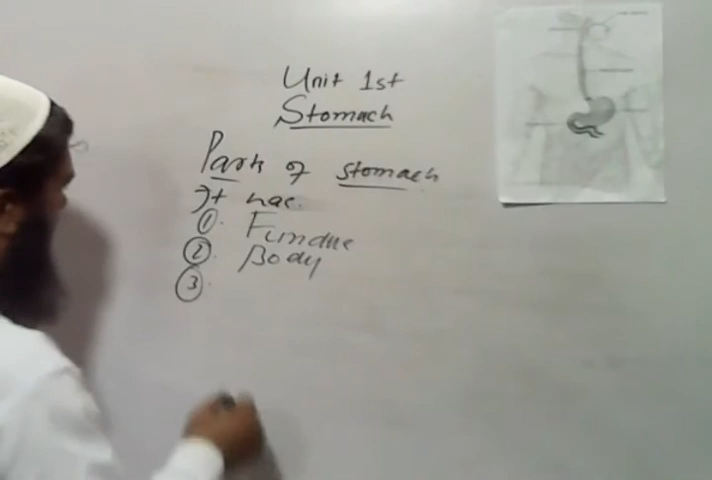 Unit 1st
Stomach
Parts of stomach
It has.
①. Fundus
②. Body
③.